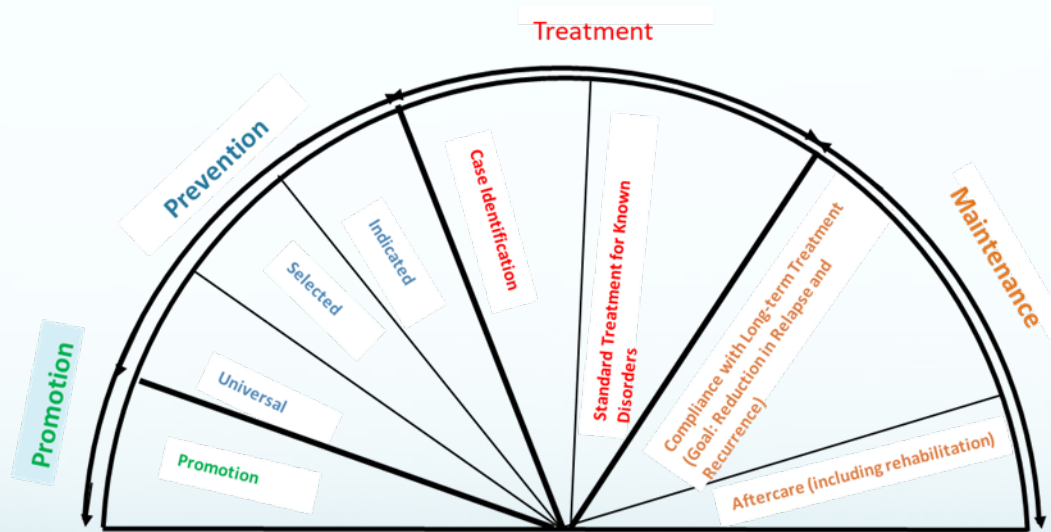 Treatment
Prevention
Promotion
Maintenance
Promotion
Universal
Selected
Indicated
Case Identification
Standard Treatment for Known
Disorders
Compliance with Long-term Treatment
(Goal: Reduction in Relapse and
Recurrence)
Aftercare (including rehabilitation)